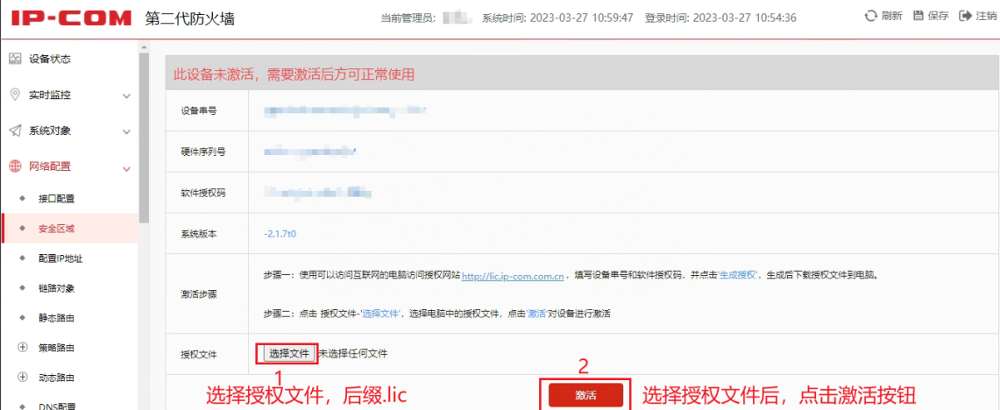 IP-COM 第二代防火墙 当前管理员: 系统时间: 2023-03-27 10:59:47 登录时间: 2023-03-27 10:54:36 刷新 保存 注销
设备状态
实时监控
系统对象
网络配置
接口配置
安全区域
配置IP地址
链路对象
静态路由
策略路由
动态路由
DNS配置
此设备未激活，需要激活后方可正常使用
设备串号
硬件序列号
软件授权码
系统版本 -2.1.7t0
激活步骤
步骤一：使用可以访问互联网的电脑访问授权网站http://lic.ip-com.com.cn，填写设备串号和软件授权码，并点击'生成授权'，生成后下载授权文件到电脑。
步骤二：点击 授权文件-'选择文件'，选择电脑中的授权文件，点击'激活'对设备进行激活
授权文件 选择文件 未选择任何文件
1 2
选择授权文件，后缀.lic 激活 选择授权文件后，点击激活按钮